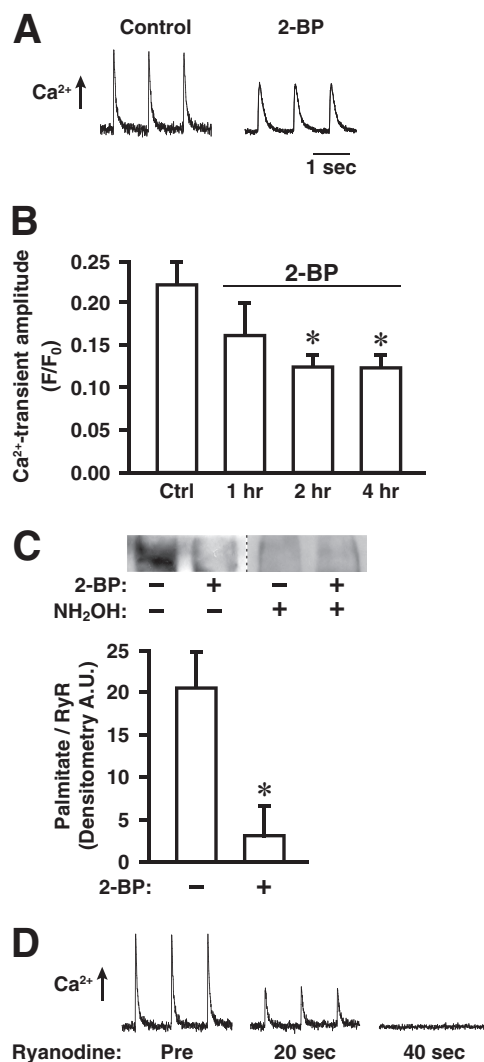 A
Control 2-BP
Ca²⁺
1 sec
B
Ca²⁺-transient amplitude
(F/F₀)
2-BP
0.25
0.20
0.15
0.10
0.05
0.00
* *
Ctrl 1 hr 2 hr 4 hr
C
2-BP: – + – +
NH₂OH: – – + +
Palmitate / RyR
(Densitometry A.U.)
25
20
15
10
5
0
*
2-BP: – +
D
Ca²⁺
Ryanodine: Pre 20 sec 40 sec